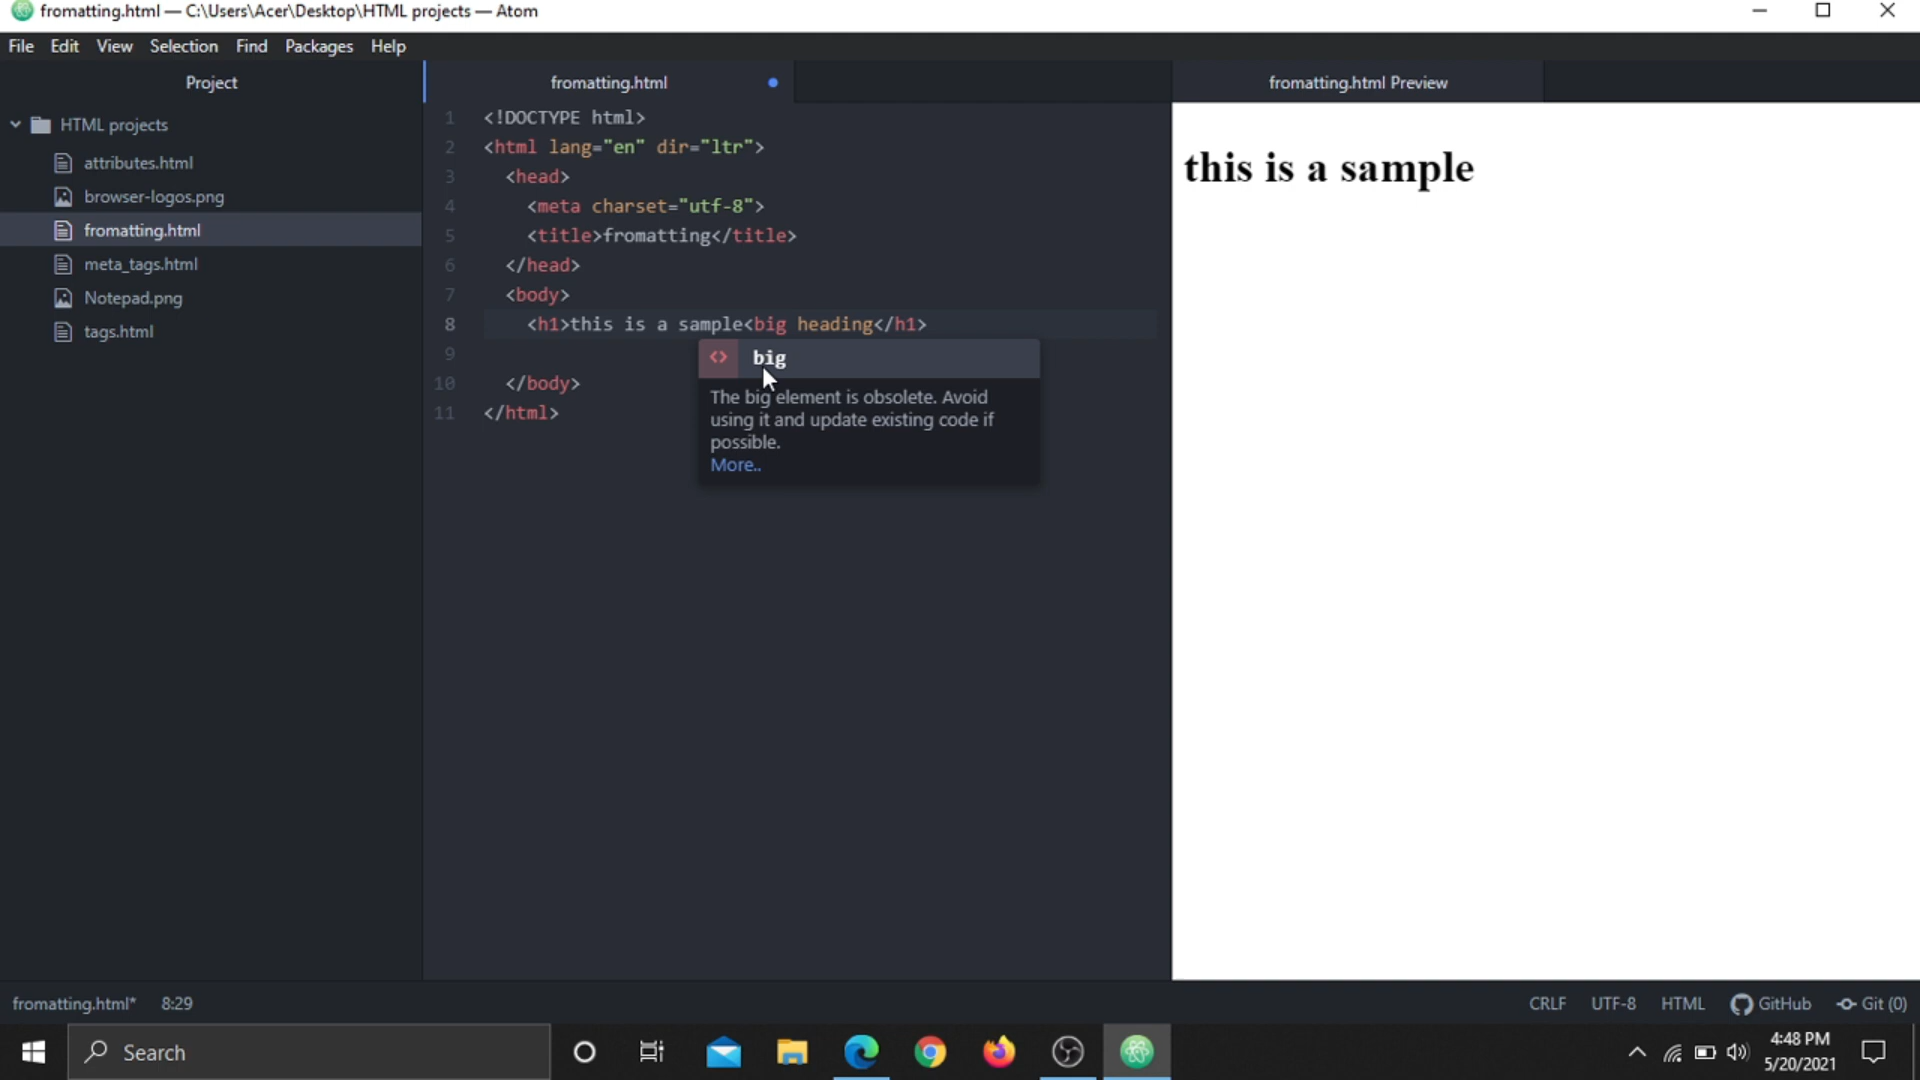 fromatting.html — C:\Users\Acer\Desktop\HTML projects — Atom
File Edit View Selection Find Packages Help
Project
HTML projects
attributes.html
browser-logos.png
fromatting.html
meta_tags.html
Notepad.png
tags.html
fromatting.html
1 <!DOCTYPE html>
2 <html lang="en" dir="ltr">
3 <head>
4 <meta charset="utf-8">
5 <title>fromatting</title>
6 </head>
7 <body>
8 <h1>this is a sample<big heading</h1>
9
10 </body>
11 </html>
<> big
The big element is obsolete. Avoid
using it and update existing code if
possible.
More..
fromatting.html Preview
this is a sample
fromatting.html* 8:29
CRLF UTF-8 HTML GitHub Git (0)
Search
4:48 PM
5/20/2021